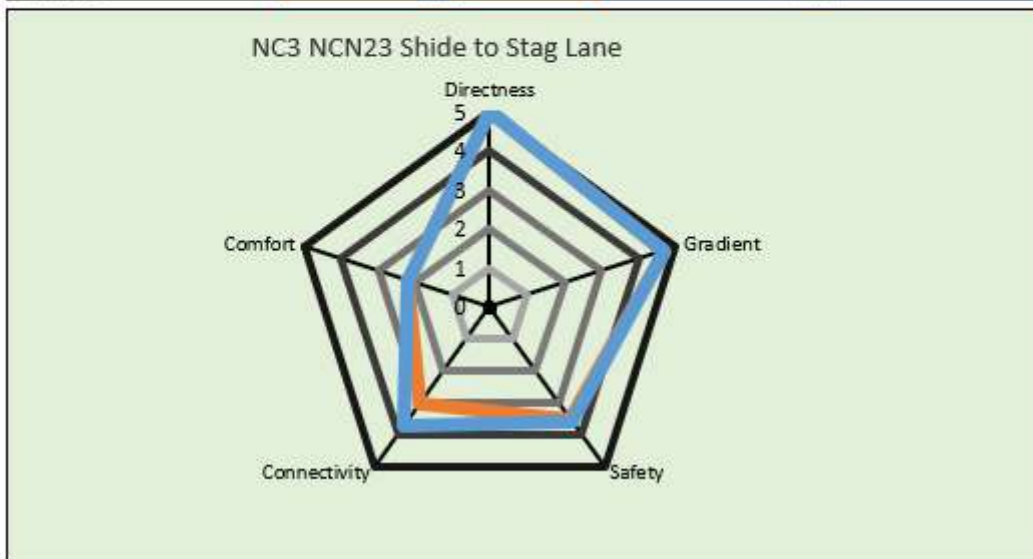 NC3 NCN23 Shide to Stag Lane
Directness
5
4
3
2
1
0
Comfort
Gradient
Connectivity
Safety